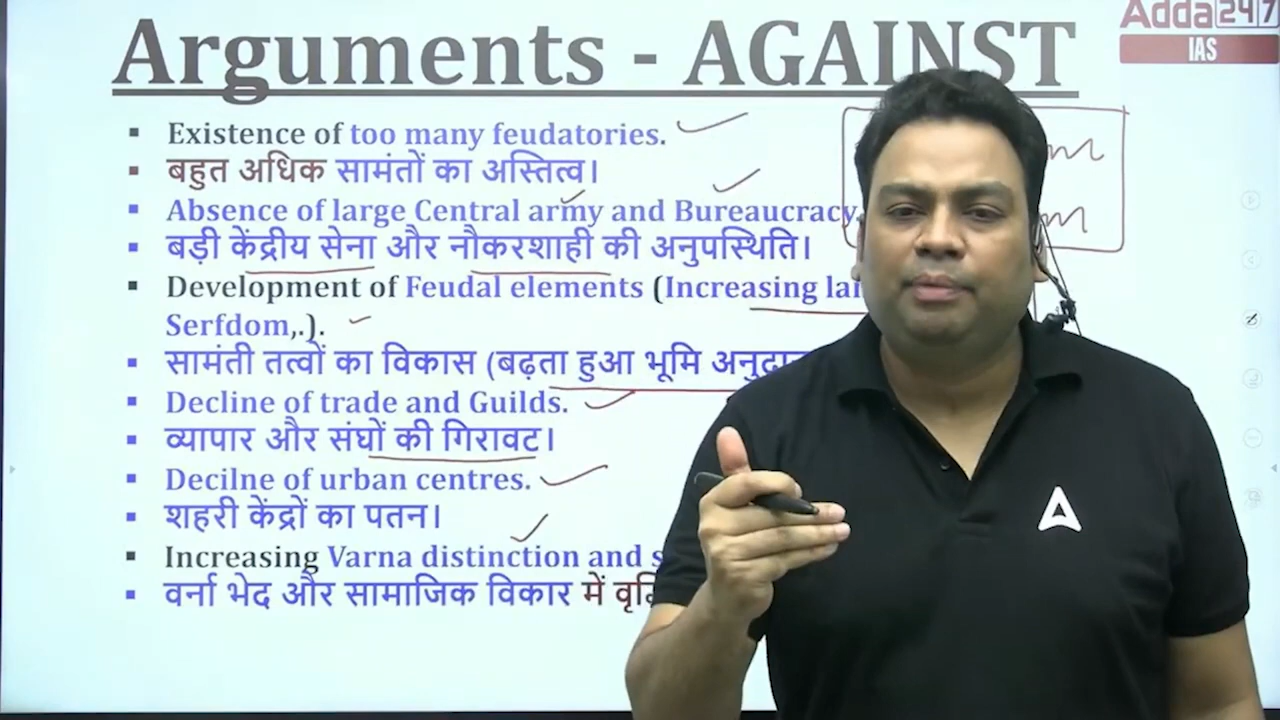 Adda247
IAS
Arguments - AGAINST
▪ Existence of too many feudatories.
▪ बहुत अधिक सामंतों का अस्तित्व।
▪ Absence of large Central army and Bureaucracy.
▪ बड़ी केंद्रीय सेना और नौकरशाही की अनुपस्थिति।
▪ Development of Feudal elements (Increasing
Serfdom,.).
▪ सामंती तत्वों का विकास (बढ़ता हुआ भूमि
▪ Decline of trade and Guilds.
▪ व्यापार और संघों की गिरावट।
▪ Decilne of urban centres.
▪ शहरी केंद्रों का पतन।
▪ Increasing Varna distinction and
▪ वर्ना भेद और सामाजिक विकार में